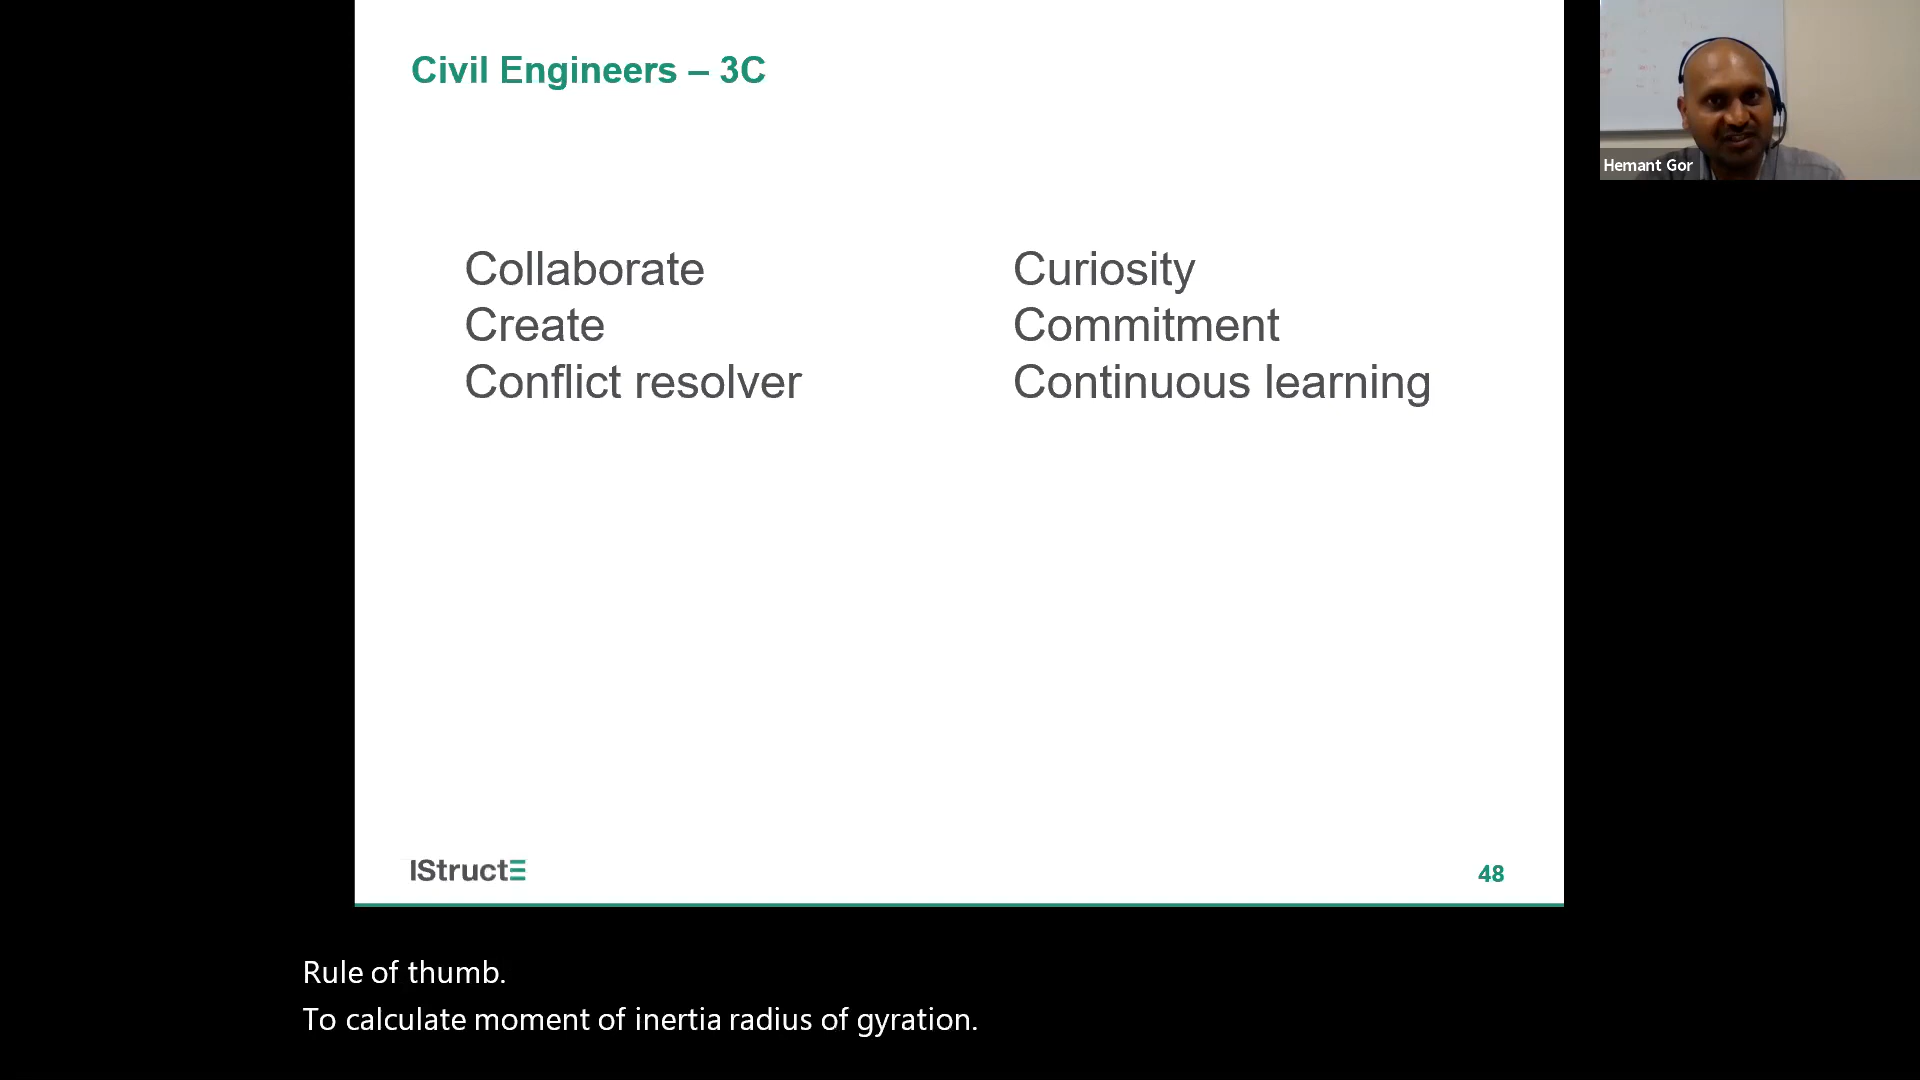 Civil Engineers – 3C
Collaborate
Create
Conflict resolver
Curiosity
Commitment
Continuous learning
IStructE
48
Hemant Gor
Rule of thumb.
To calculate moment of inertia radius of gyration.